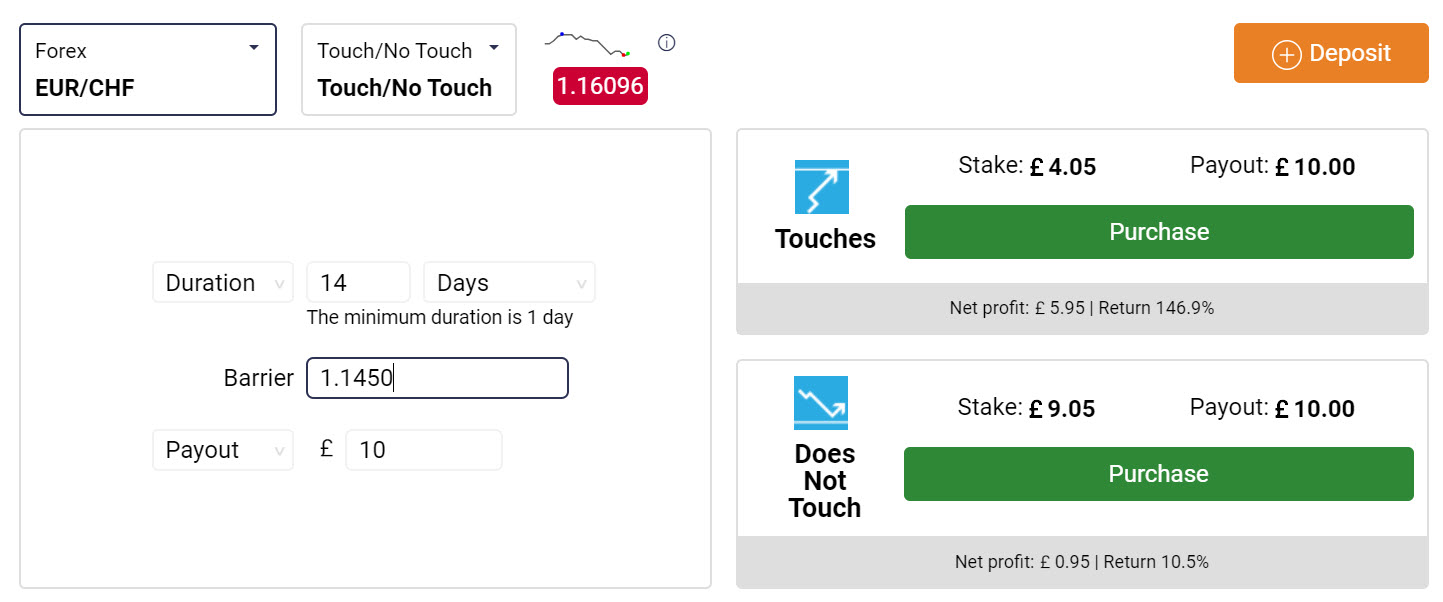 Forex
EUR/CHF
Touch/No Touch
Touch/No Touch
1.16096
Deposit
Duration
14
Days
The minimum duration is 1 day
Barrier
1.1450
Payout
£
10
Stake: £ 4.05 Payout: £ 10.00
Touches
Purchase
Net profit: £ 5.95 | Return 146.9%
Stake: £ 9.05 Payout: £ 10.00
Does
Not
Touch
Purchase
Net profit: £ 0.95 | Return 10.5%